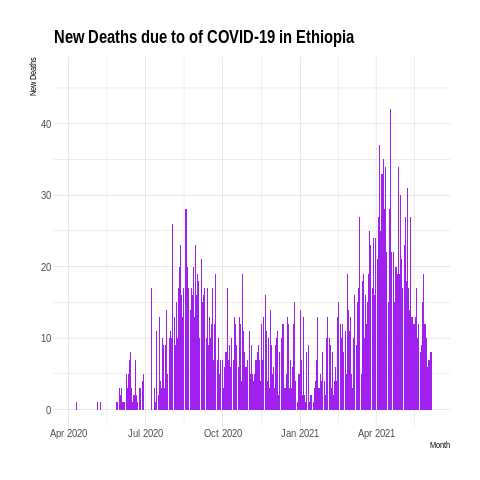 New Deaths due to of COVID-19 in Ethiopia
New Deaths
40
30
20
10
0
Apr 2020 Jul 2020 Oct 2020 Jan 2021 Apr 2021
Month